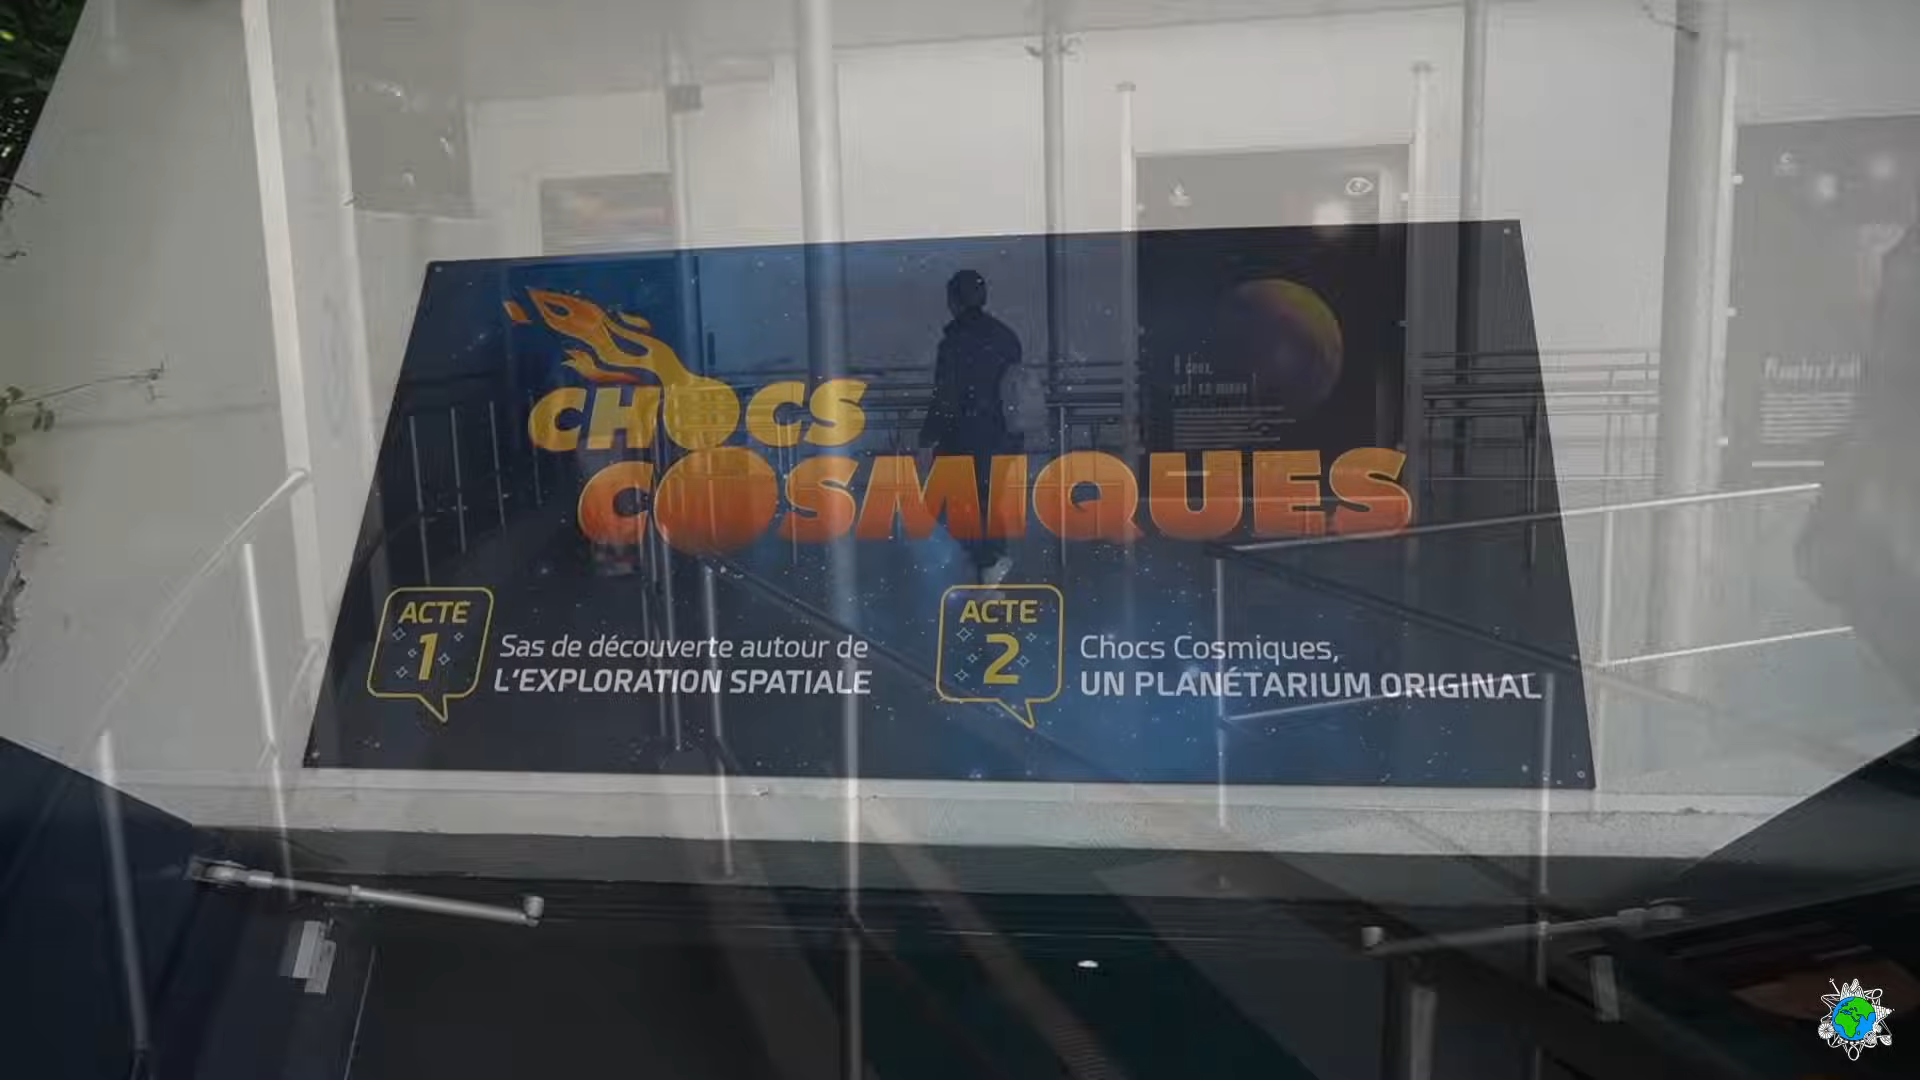 CHOCS
COSMIQUES
ACTE
1
Sas de découverte autour de
L'EXPLORATION SPATIALE
ACTE
2
Chocs Cosmiques,
UN PLANÉTARIUM ORIGINAL